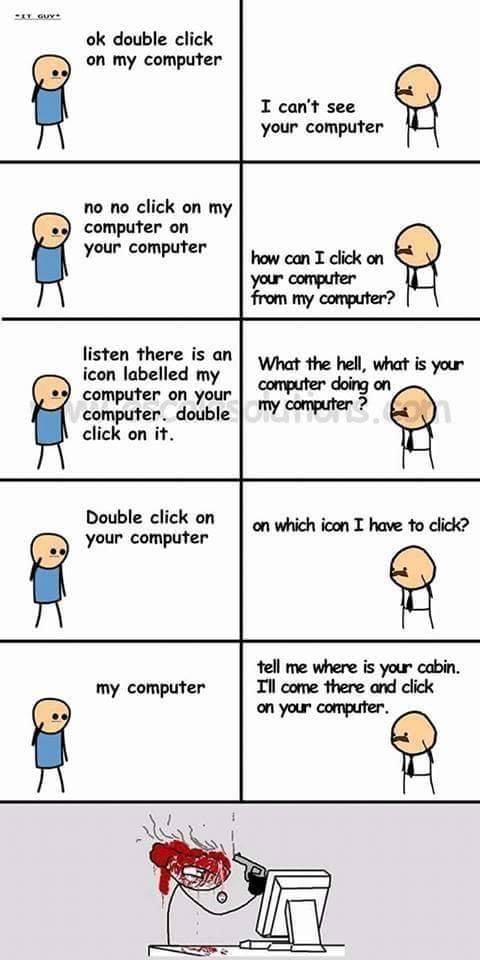 *IT GUY*
ok double click
on my computer
I can't see
your computer
no no click on my
computer on
your computer
how can I click on
your computer
from my computer?
listen there is an
icon labelled my
computer on your
computer. double
click on it.
What the hell, what is your
computer doing on
my computer ?
Double click on
your computer
on which icon I have to click?
my computer
tell me where is your cabin.
I'll come there and click
on your computer.